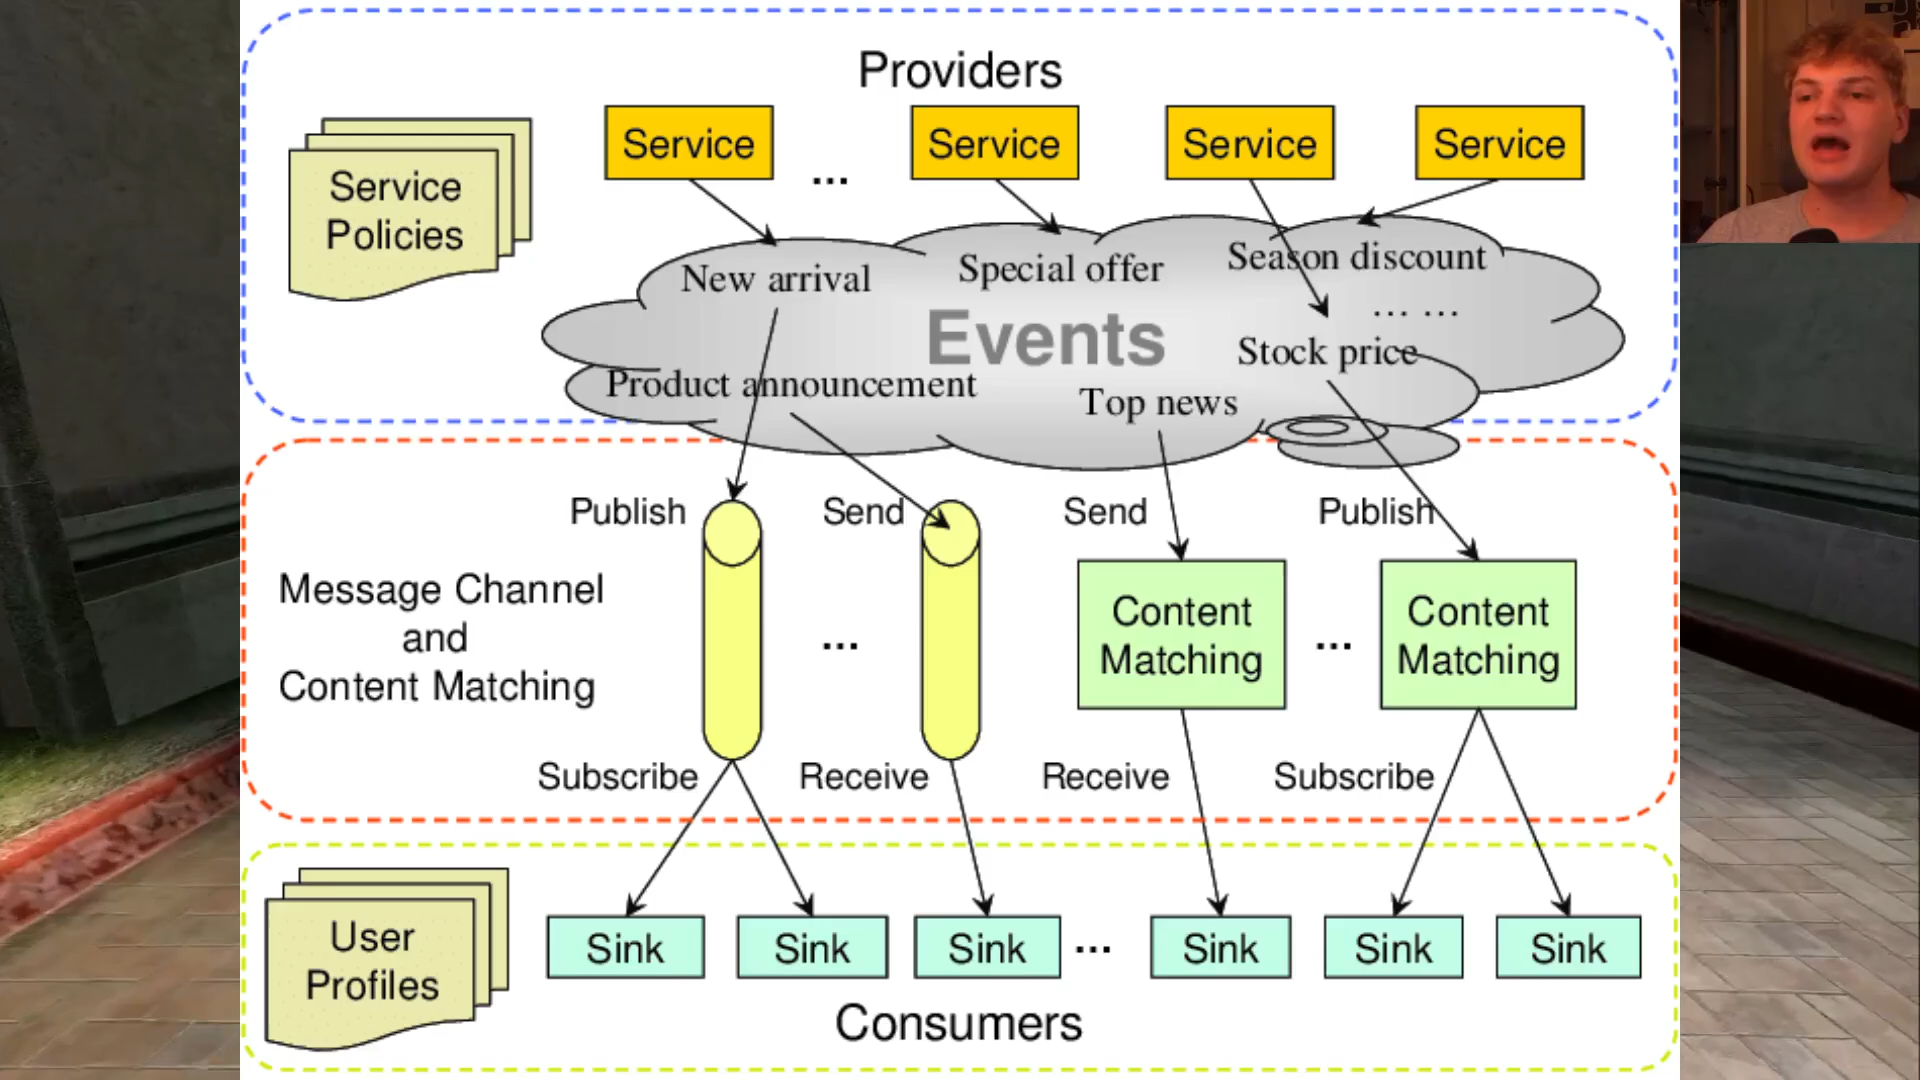 Providers
Service
Service
Service
Service
...
Service
Policies
New arrival
Special offer
Season discount
... ...
Events
Stock price
Product announcement
Top news
Publish
Send
Send
Publish
Message Channel
and
Content Matching
...
Content
Matching
...
Content
Matching
Subscribe
Receive
Receive
Subscribe
User
Profiles
Sink
Sink
Sink
...
Sink
Sink
Sink
Consumers